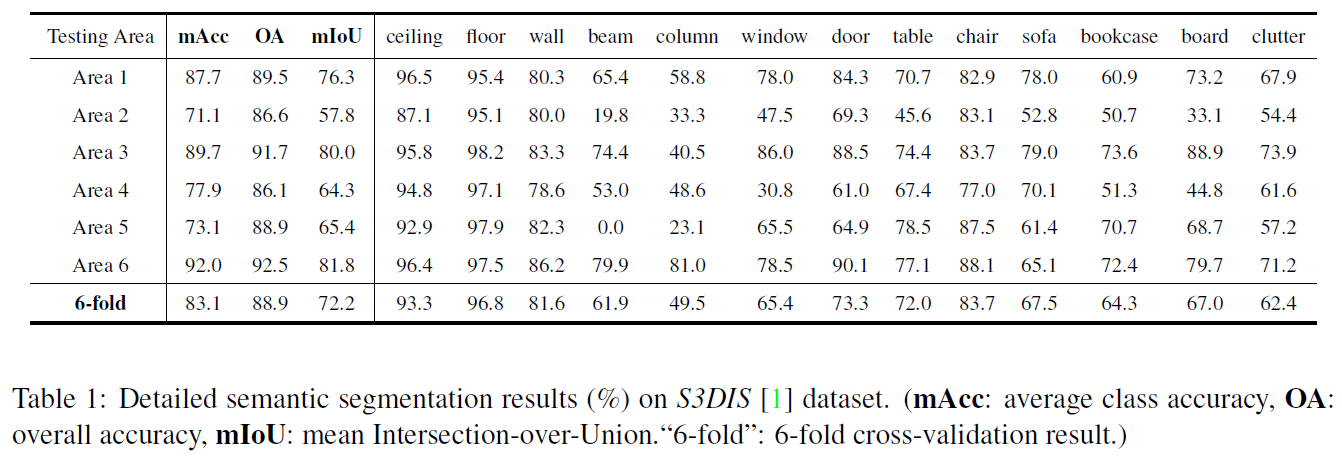 Testing Area mAcc OA mIoU ceiling floor wall beam column window door table chair sofa bookcase board clutter
Area 1 87.7 89.5 76.3 96.5 95.4 80.3 65.4 58.8 78.0 84.3 70.7 82.9 78.0 60.9 73.2 67.9
Area 2 71.1 86.6 57.8 87.1 95.1 80.0 19.8 33.3 47.5 69.3 45.6 83.1 52.8 50.7 33.1 54.4
Area 3 89.7 91.7 80.0 95.8 98.2 83.3 74.4 40.5 86.0 88.5 74.4 83.7 79.0 73.6 88.9 73.9
Area 4 77.9 86.1 64.3 94.8 97.1 78.6 53.0 48.6 30.8 61.0 67.4 77.0 70.1 51.3 44.8 61.6
Area 5 73.1 88.9 65.4 92.9 97.9 82.3 0.0 23.1 65.5 64.9 78.5 87.5 61.4 70.7 68.7 57.2
Area 6 92.0 92.5 81.8 96.4 97.5 86.2 79.9 81.0 78.5 90.1 77.1 88.1 65.1 72.4 79.7 71.2
6-fold 83.1 88.9 72.2 93.3 96.8 81.6 61.9 49.5 65.4 73.3 72.0 83.7 67.5 64.3 67.0 62.4
Table 1: Detailed semantic segmentation results (%) on S3DIS [1] dataset. (mAcc: average class accuracy, OA:
overall accuracy, mIoU: mean Intersection-over-Union.“6-fold”: 6-fold cross-validation result.)